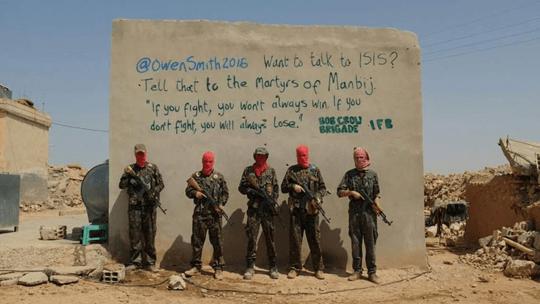 @OwenSmith2016 Want to talk to ISIS?
Tell that to the Martyrs of Manbij.
"If you fight, you won't always win. If you
don't fight, you will always lose."
BOB CROW
BRIGADE IFB